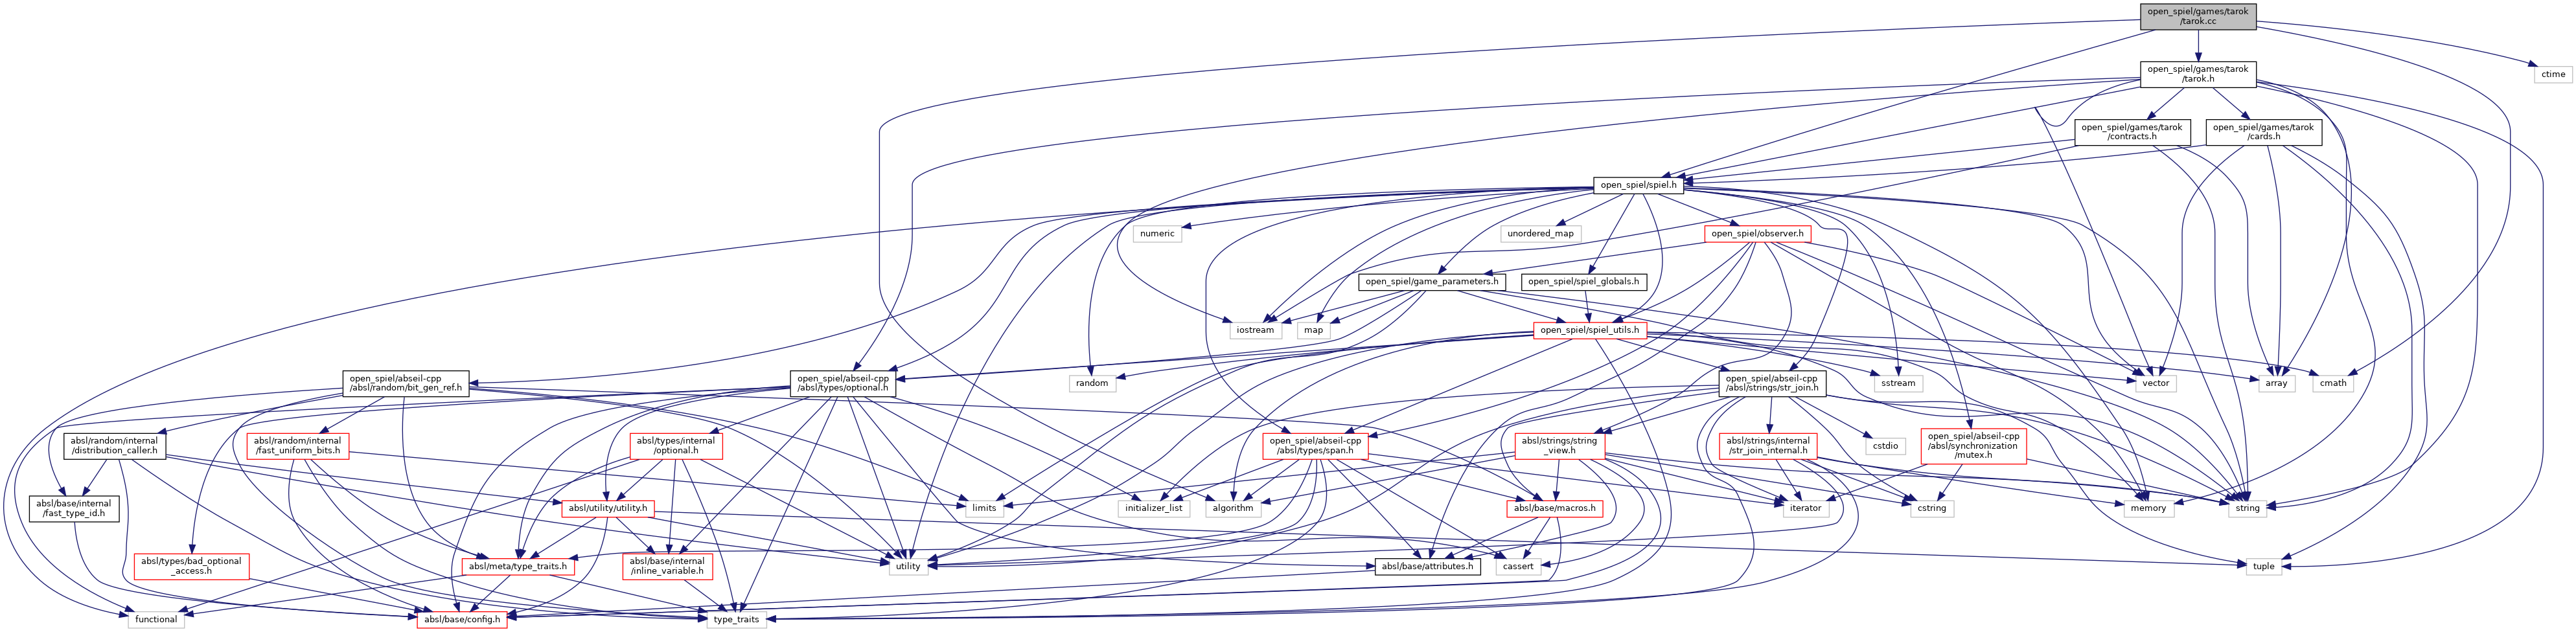 open_spiel/games/tarok
/tarok.cc
open_spiel/games/tarok
/tarok.h
ctime
open_spiel/games/tarok
/contracts.h
open_spiel/games/tarok
/cards.h
open_spiel/spiel.h
numeric
unordered_map
open_spiel/observer.h
open_spiel/game_parameters.h
open_spiel/spiel_globals.h
iostream
map
open_spiel/spiel_utils.h
open_spiel/abseil-cpp
/absl/random/bit_gen_ref.h
open_spiel/abseil-cpp
/absl/types/optional.h
random
open_spiel/abseil-cpp
/absl/strings/str_join.h
sstream
vector
array
cmath
absl/random/internal
/distribution_caller.h
absl/random/internal
/fast_uniform_bits.h
absl/types/internal
/optional.h
open_spiel/abseil-cpp
/absl/types/span.h
absl/strings/string
_view.h
absl/strings/internal
/str_join_internal.h
cstdio
open_spiel/abseil-cpp
/absl/synchronization
/mutex.h
absl/base/internal
/fast_type_id.h
absl/utility/utility.h
limits
initializer_list
algorithm
absl/base/macros.h
iterator
cstring
memory
string
absl/types/bad_optional
_access.h
absl/meta/type_traits.h
absl/base/internal
/inline_variable.h
utility
absl/base/attributes.h
cassert
tuple
functional
absl/base/config.h
type_traits